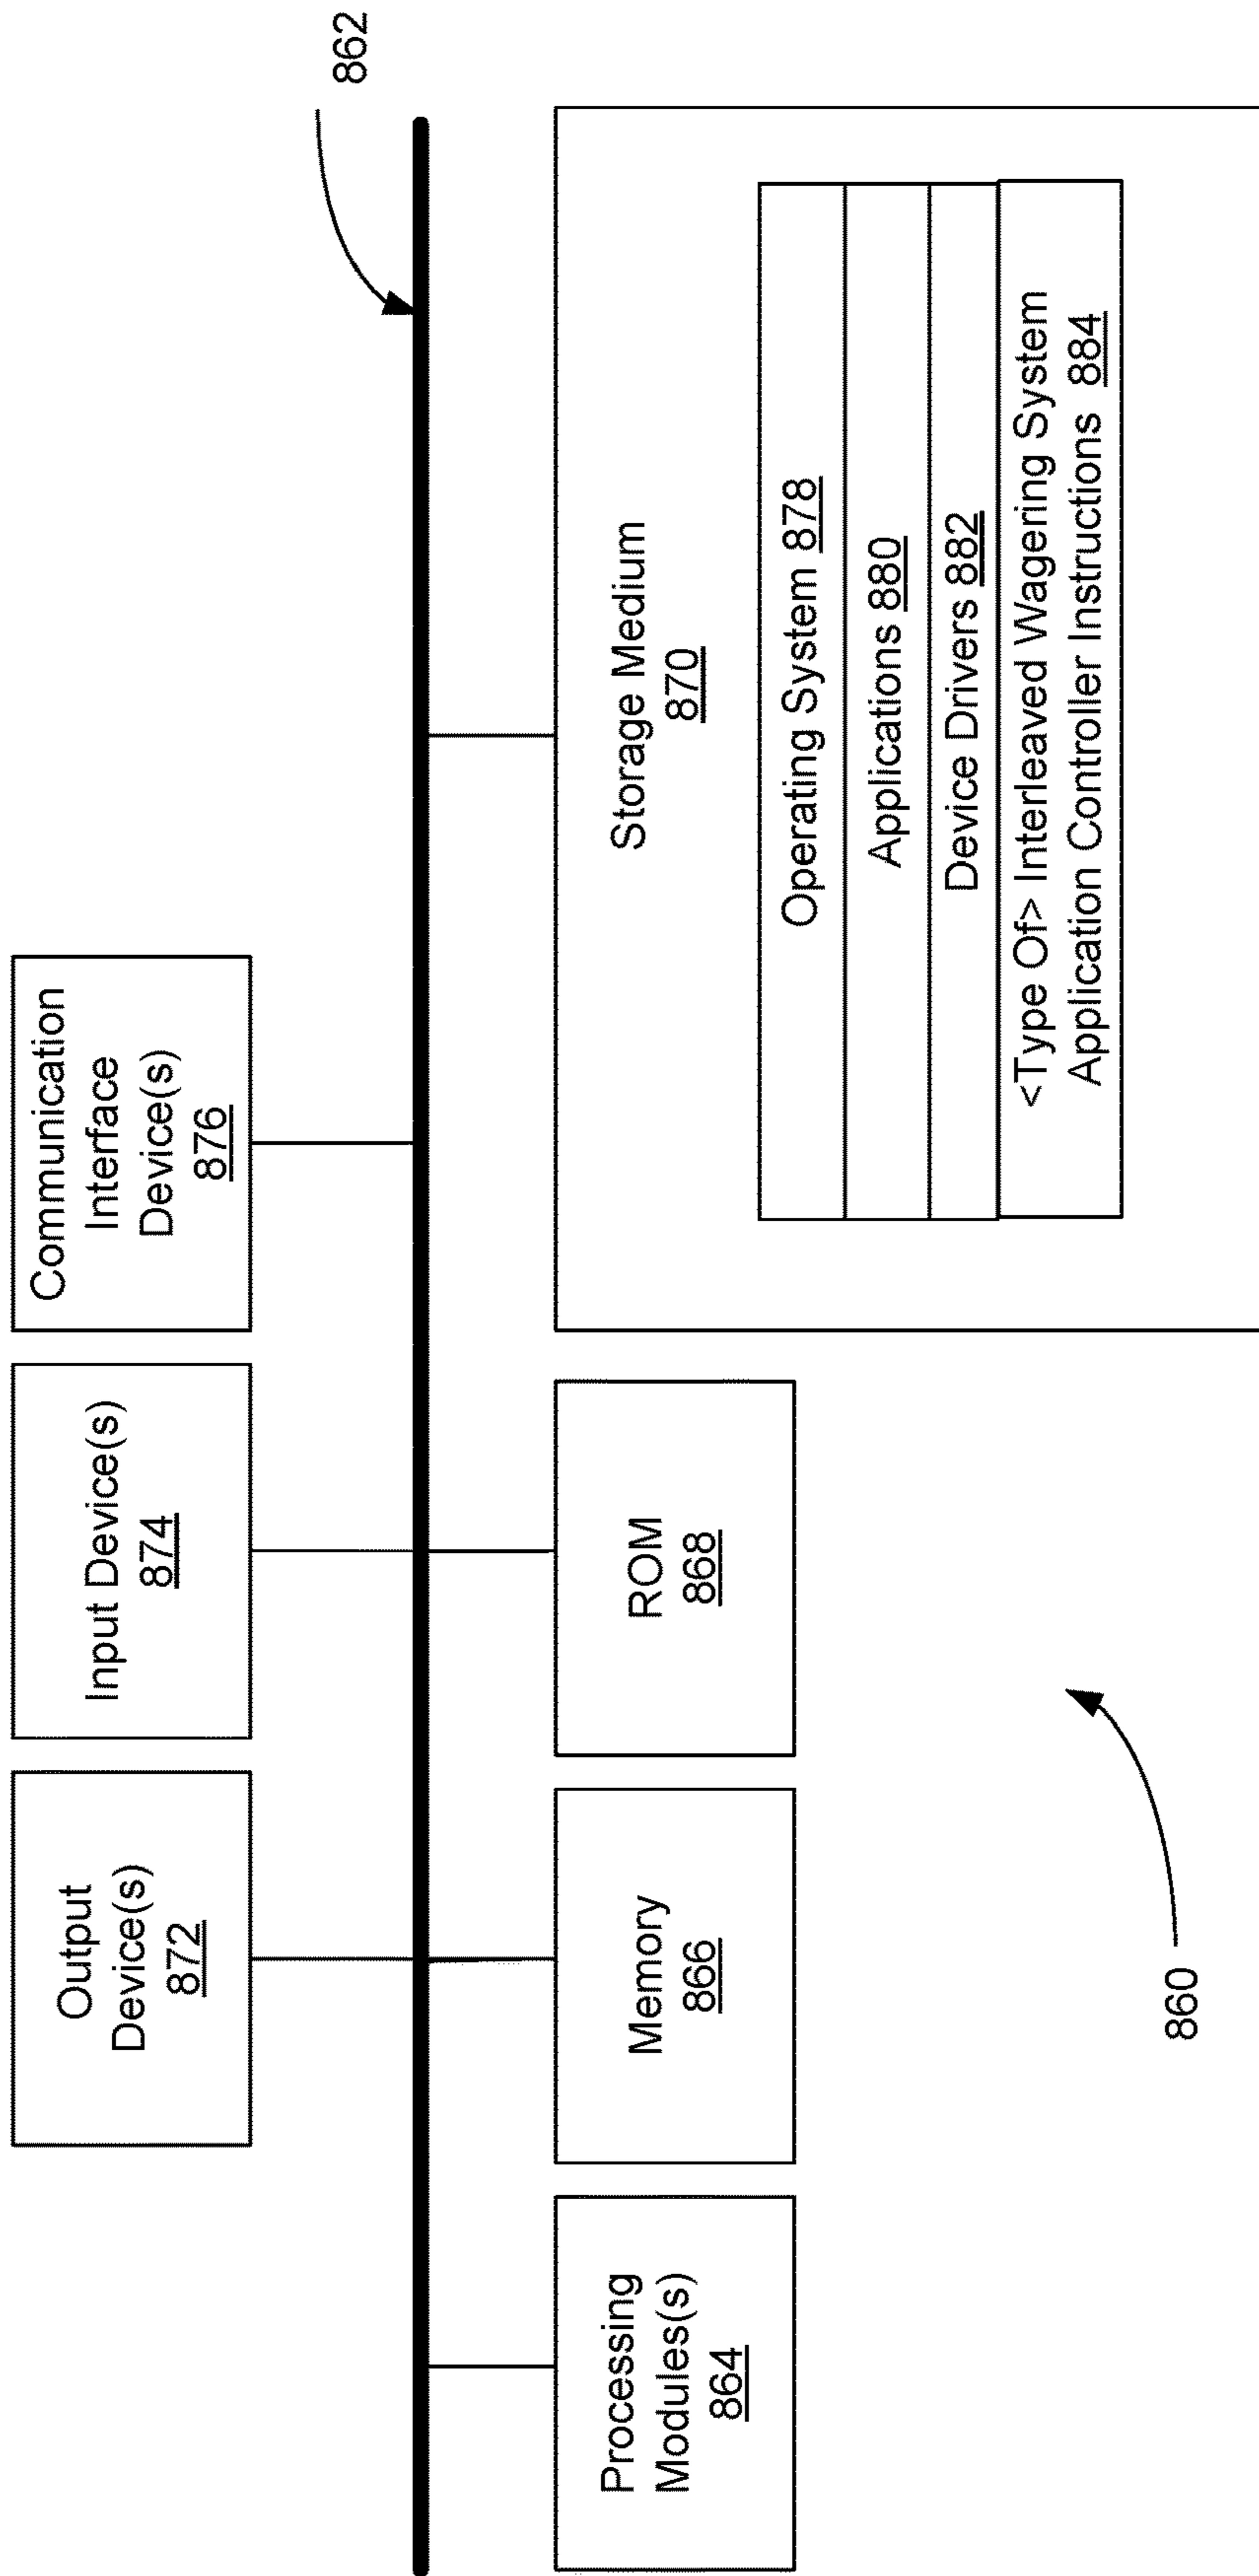 862
Output
Device(s)
872
Input Device(s)
874
Communication
Interface
Device(s)
876
Processing
Modules(s)
864
Memory
866
ROM
868
Storage Medium
870
Operating System 878
Applications 880
Device Drivers 882
<Type Of> Interleaved Wagering System
Application Controller Instructions 884
860